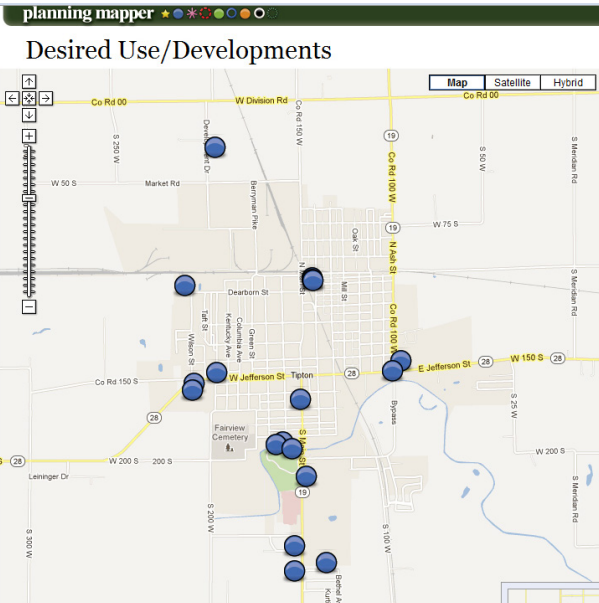 planning mapper
Desired Use/Developments
Map Satellite Hybrid
Co Rd 00
W Division Rd
Co Rd 00
S 250 W
Co Rd 150 W
19
Co Rd 100 W
S 50 W
S Meridian Rd
W 50 S
Market Rd
Berryman Pike
Oak St
19
W 75 S
N Ash St
Dearborn St
Mill St
S Meridian Rd
Taft St
Kentucky Ave
Columbia Ave
Green St
Wilson St
Co Rd 100 W
Co Rd 150 S
W Jefferson St
Tipton
28
E Jefferson St
28
W 150 S
28
28
Bypass
S 25 W
Fairview
Cemetery
28
W 200 S
200 S
W 200 S
Leininger Dr
19
S Meridian Rd
S 200 W
S 300 W
S 100 W